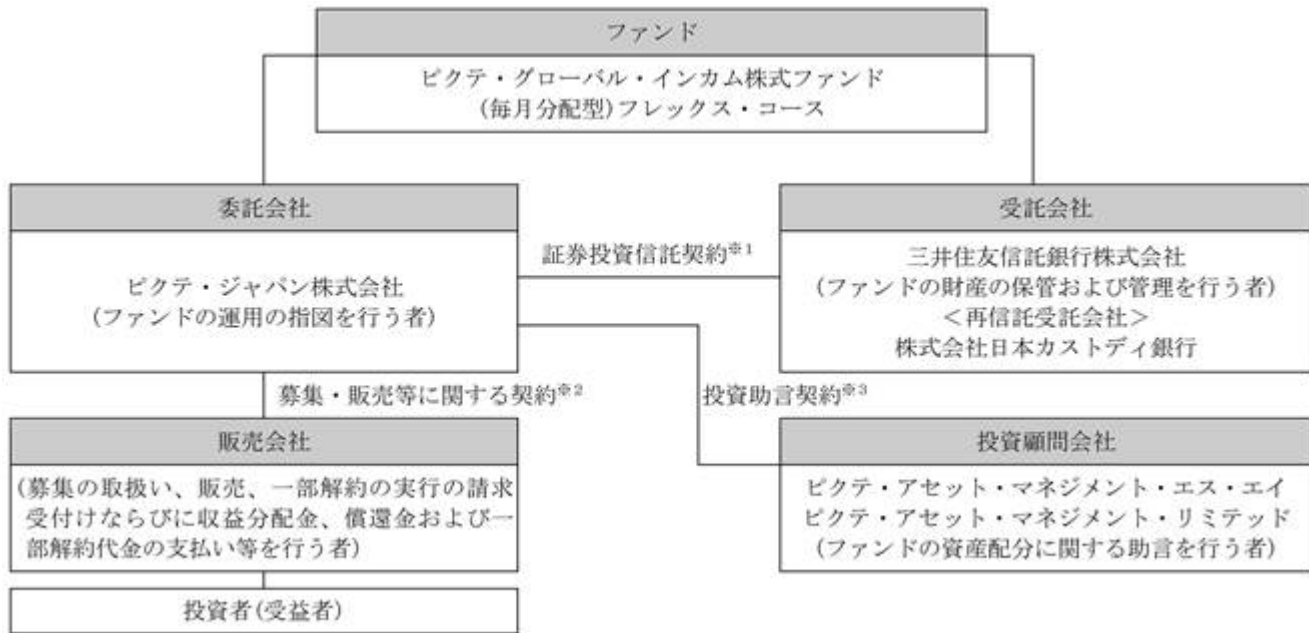 ファンド
ピクテ・グローバル・インカム株式ファンド
(毎月分配型)フレックス・コース
委託会社
ピクテ・ジャパン株式会社
(ファンドの運用の指図を行う者)
証券投資信託契約※1
受託会社
三井住友信託銀行株式会社
(ファンドの財産の保管および管理を行う者)
<再信託受託会社>
株式会社日本カストディ銀行
募集・販売等に関する契約※2
投資助言契約※3
販売会社
(募集の取扱い、販売、一部解約の実行の請求
受付けならびに収益分配金、償還金および一
部解約代金の支払い等を行う者)
投資顧問会社
ピクテ・アセット・マネジメント・エス・エイ
ピクテ・アセット・マネジメント・リミテッド
(ファンドの資産配分に関する助言を行う者)
投資者(受益者)